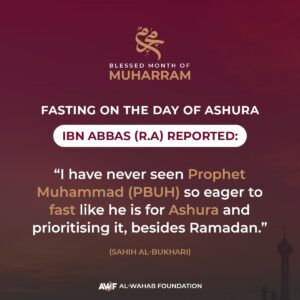 BLESSED MONTH OF
MUHARRAM
FASTING ON THE DAY OF ASHURA
IBN ABBAS (R.A) REPORTED:
“I have never seen Prophet
Muhammad (PBUH) so eager to
fast like he is for Ashura and
prioritising it, besides Ramadan.”
(SAHIH AL-BUKHARI)
AWF AL-WAHAB FOUNDATION